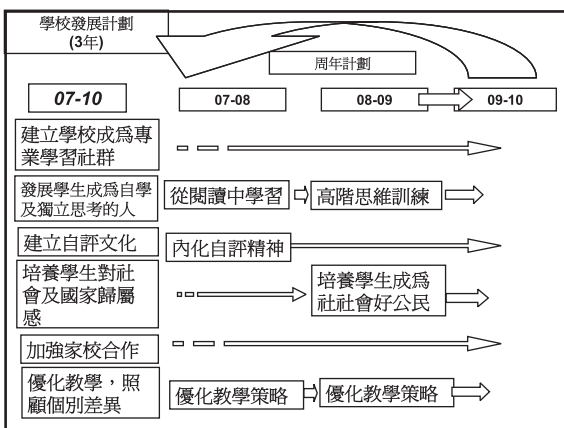 學校發展計劃
(3年)
周年計劃
07-10
07-08
08-09
09-10
建立學校成爲專
業學習社群
發展學生成爲自學
及獨立思考的人
從閱讀中學習
高階思維訓練
建立自評文化
內化自評精神
培養學生對社
會及國家歸屬
感
培養學生成爲
社社會好公民
加強家校合作
優化教學，照
顧個別差異
優化教學策略
優化教學策略